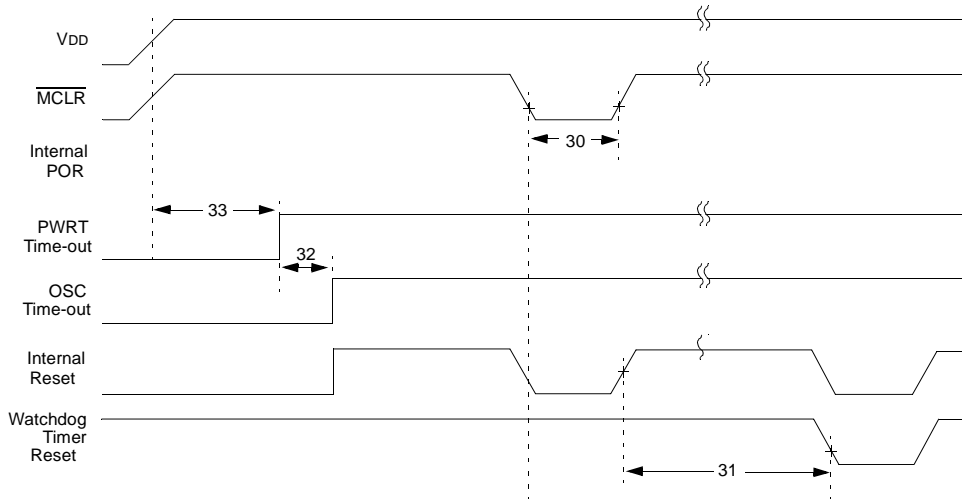 VDD
MCLR
30
Internal
POR
33
PWRT
Time-out
32
OSC
Time-out
Internal
Reset
Watchdog
Timer
Reset
31